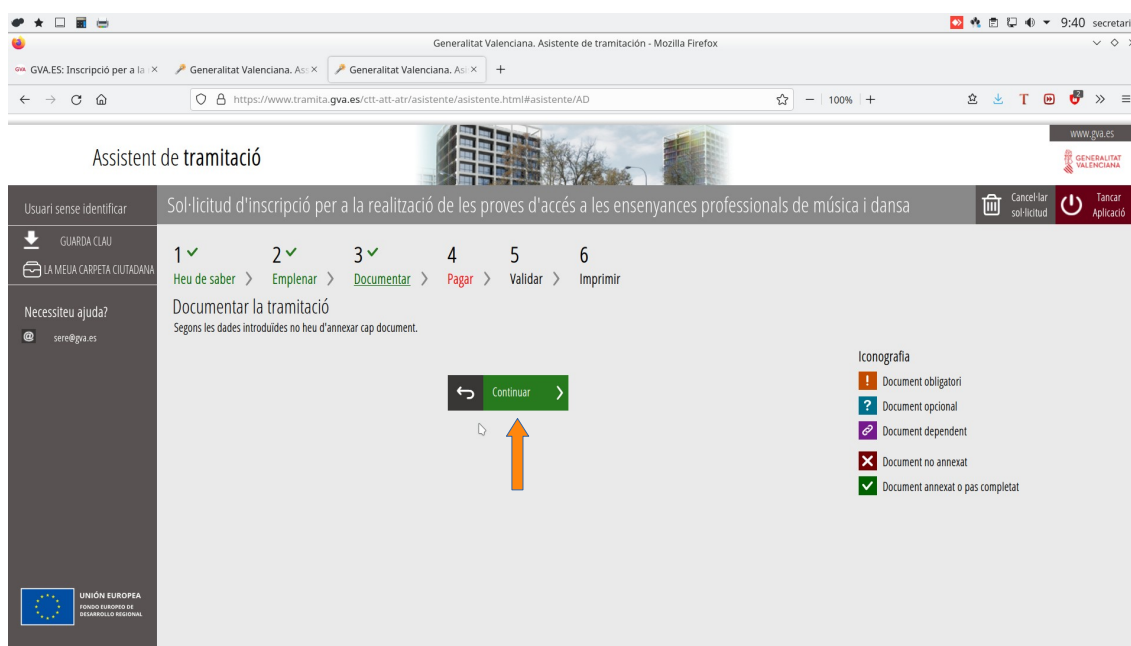 9:40 secretari
Generalitat Valenciana. Asistente de tramitación - Mozilla Firefox
GVA GVA.ES: Inscripció per a la
Generalitat Valenciana. As
Generalitat Valenciana. Asi
https://www.tramita.gva.es/ctt-att-atr/asistente/asistente.html#asistente/AD
100%
T
2
www.gva.es
Assistent de tramitació
GENERALITAT
VALENCIANA
Usuari sense identificar
Sol·licitud d'inscripció per a la realització de les proves d'accés a les ensenyances professionals de música i dansa
Cancel·lar
sol·licitud
Tancar
Aplicació
GUARDA CLAU
LA MEUA CARPETA CIUTADANA
1 2 3 4 5 6
Heu de saber Emplenar Documentar Pagar Validar Imprimir
Necessiteu ajuda?
@ sere@gva.es
Documentar la tramitació
Segons les dades introduïdes no heu d'annexar cap document.
Continuar
Iconografia
! Document obligatori
? Document opcional
Document dependent
Document no annexat
Document annexat o pas completat
UNIÓN EUROPEA
FONDO EUROPEO DE
DESARROLLO REGIONAL